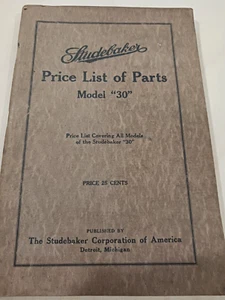 Studebaker
Price List of Parts
Model "30"
Price List Covering All Models
of the Studebaker "30"
PRICE 25 CENTS
PUBLISHED BY
The Studebaker Corporation of America
Detroit, Michigan